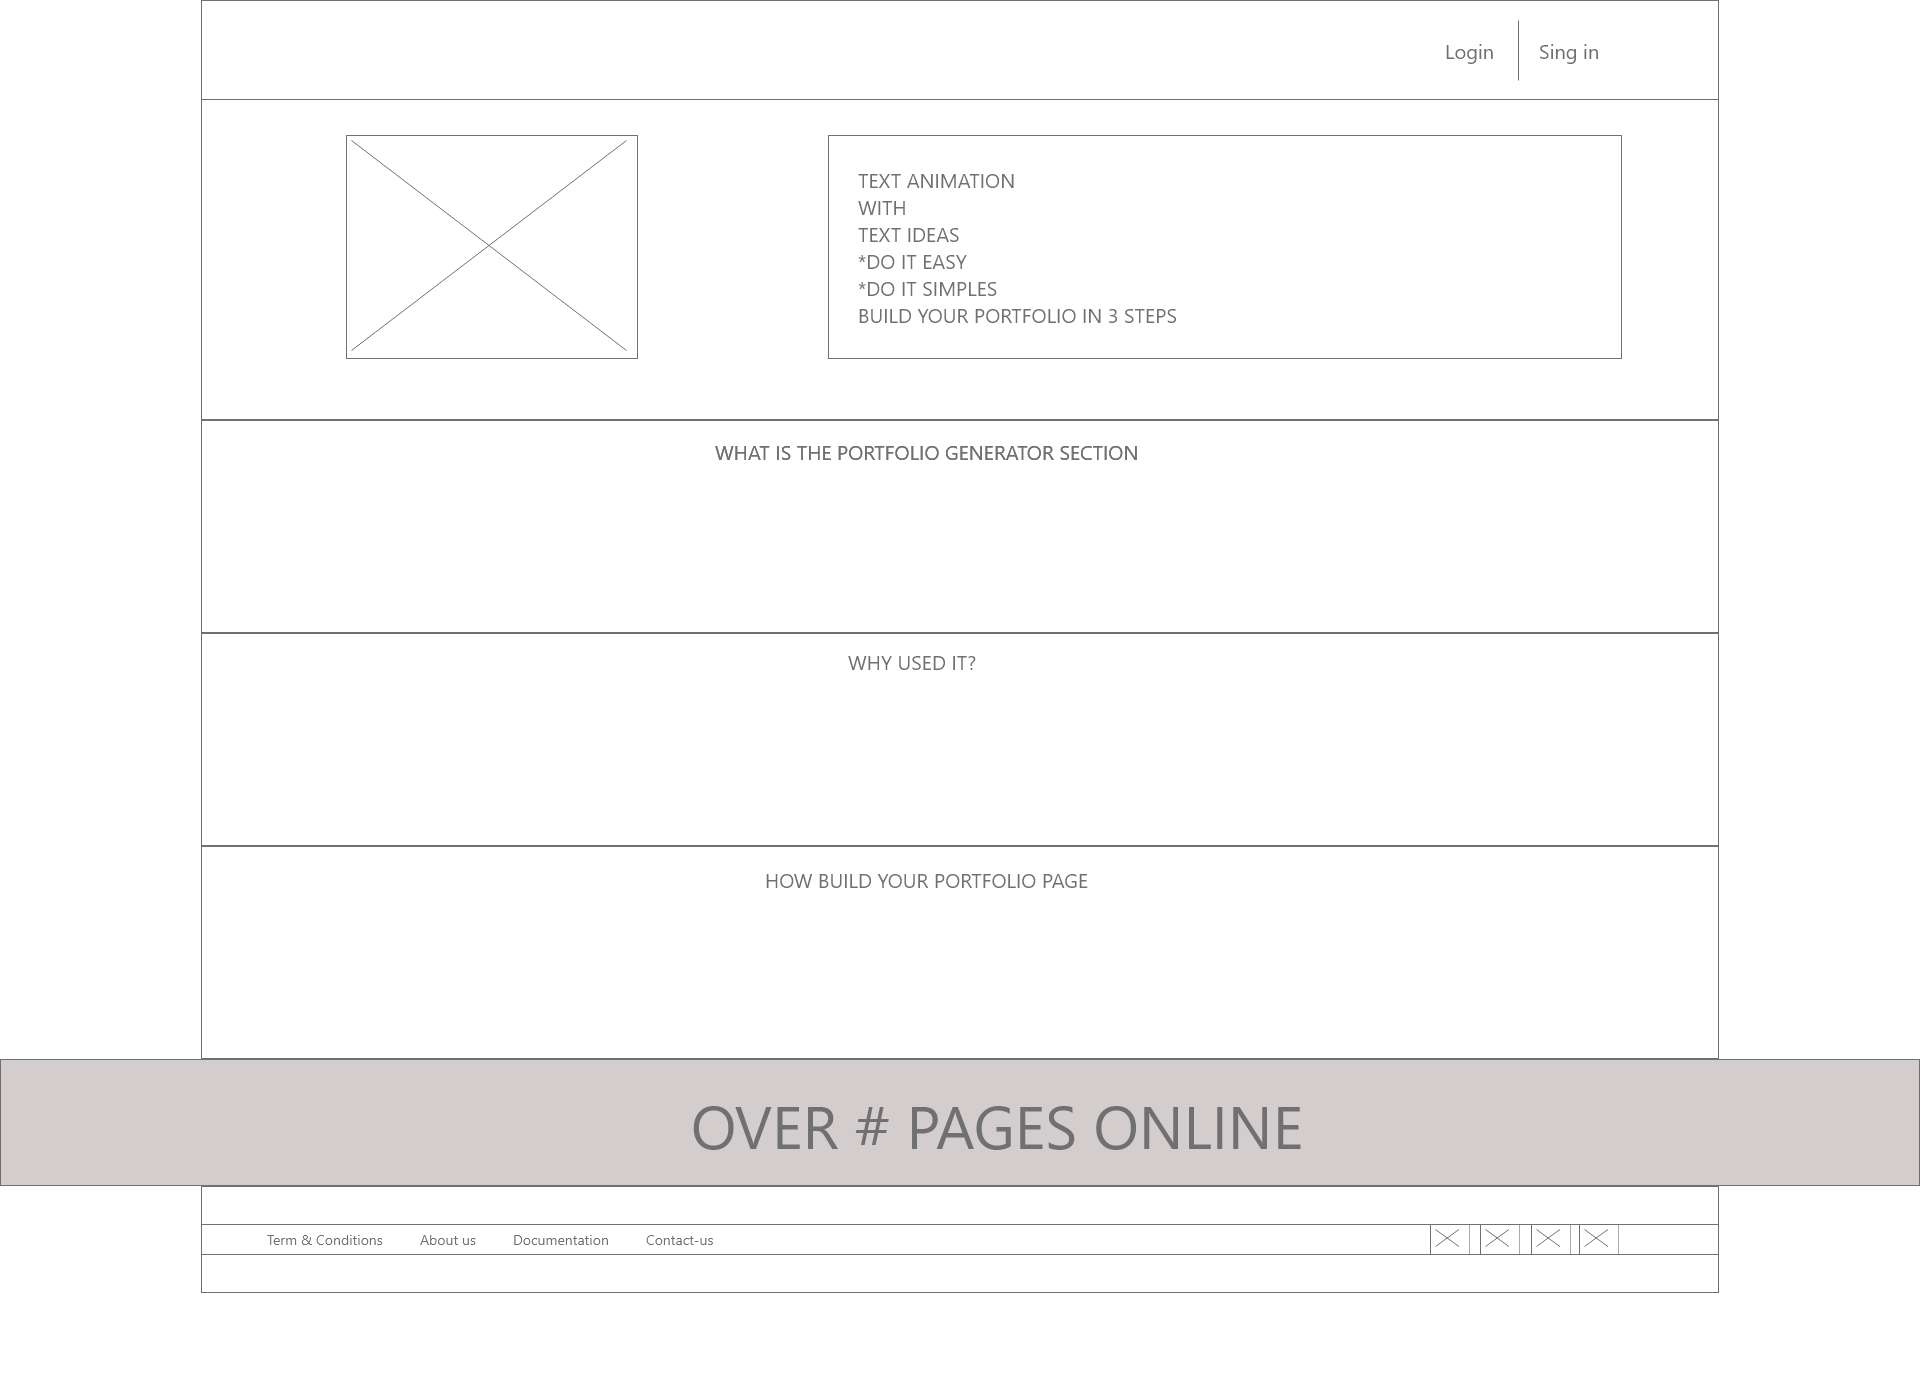 Login
Sing in
TEXT ANIMATION
WITH
TEXT IDEAS
*DO IT EASY
*DO IT SIMPLES
BUILD YOUR PORTFOLIO IN 3 STEPS
WHAT IS THE PORTFOLIO GENERATOR SECTION
WHY USED IT?
HOW BUILD YOUR PORTFOLIO PAGE
OVER # PAGES ONLINE
Term & Conditions
About us
Documentation
Contact-us